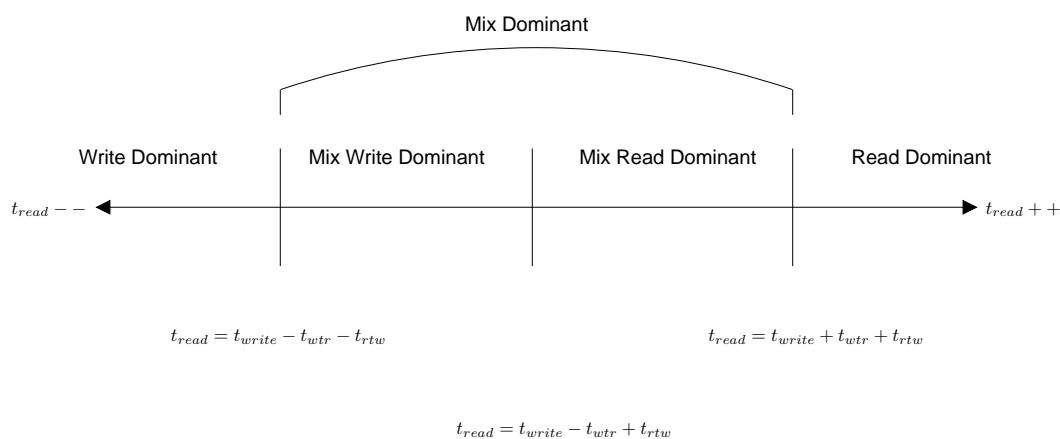 Mix Dominant
Write Dominant Mix Write Dominant Mix Read Dominant Read Dominant
t_{read} - - t_{read} + +
t_{read} = t_{write} - t_{wtr} - t_{rtw} t_{read} = t_{write} + t_{wtr} + t_{rtw}
t_{read} = t_{write} - t_{wtr} + t_{rtw}